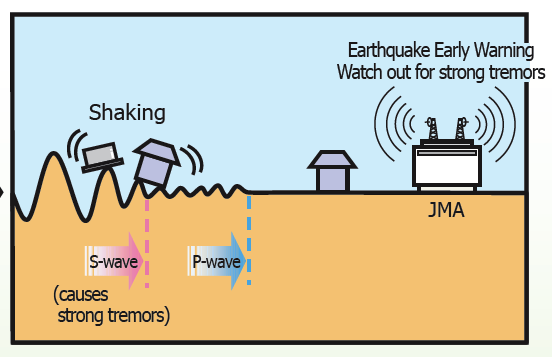 Earthquake Early Warning
Watch out for strong tremors
Shaking
JMA
S-wave
P-wave
(causes
strong tremors)